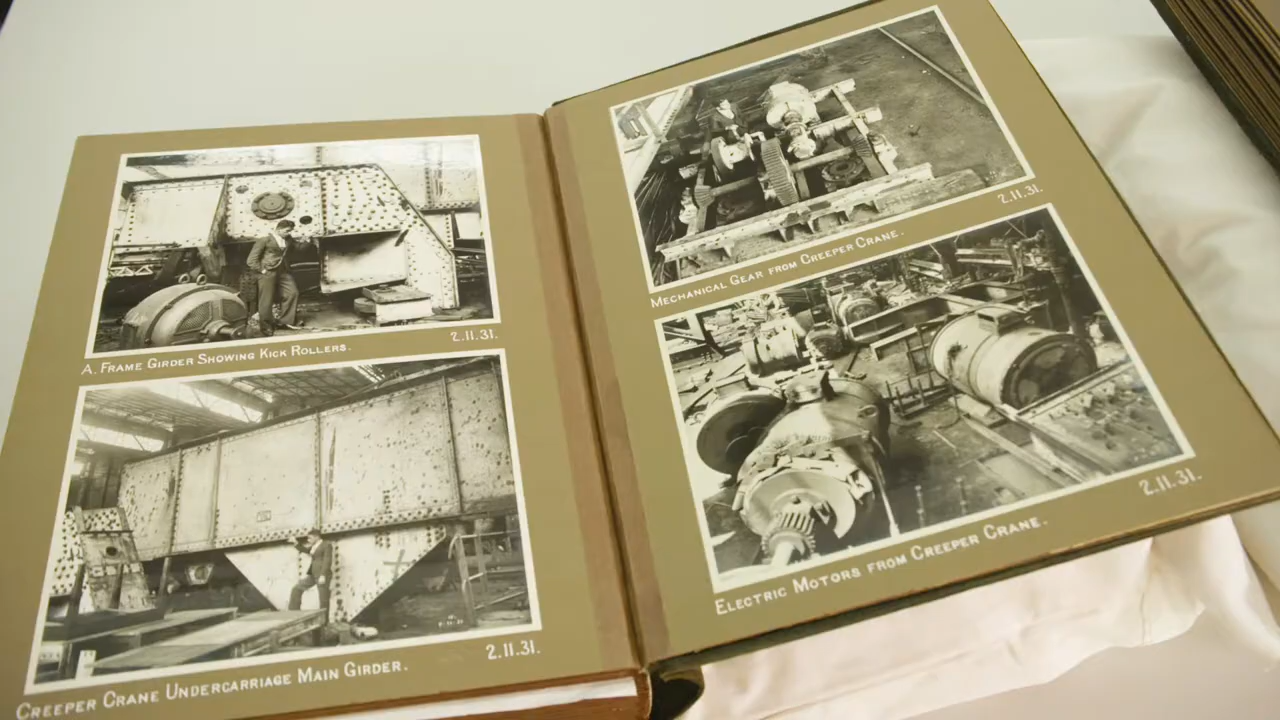 A. FRAME GIRDER SHOWING KICK ROLLERS.
2.11.31.
CREEPER CRANE UNDERCARRIAGE MAIN GIRDER.
2.11.31.
MECHANICAL GEAR FROM CREEPER CRANE.
2.11.31.
ELECTRIC MOTORS FROM CREEPER CRANE.
2.11.31.